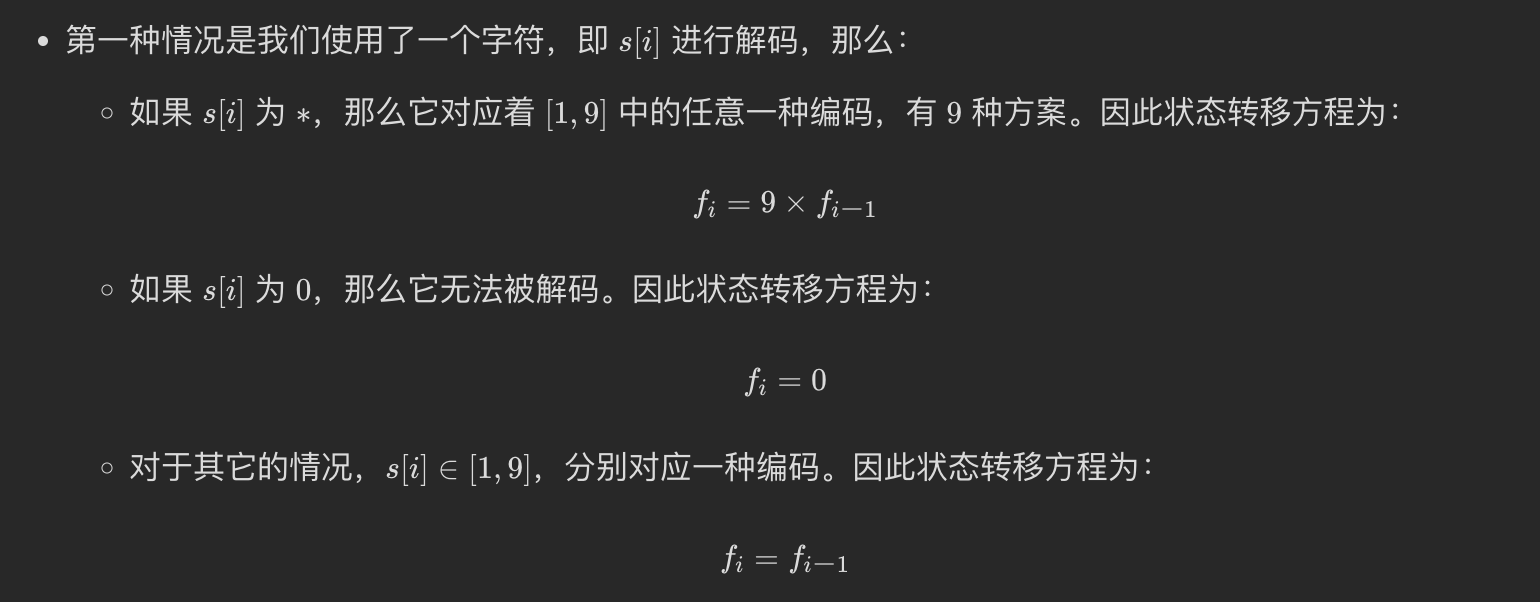 • 第一种情况是我们使用了一个字符，即 s[i] 进行解码，那么：
◦ 如果 s[i] 为 ∗，那么它对应着 [1, 9] 中的任意一种编码，有 9 种方案。因此状态转移方程为：
f_i = 9 × f_{i−1}
◦ 如果 s[i] 为 0，那么它无法被解码。因此状态转移方程为：
f_i = 0
◦ 对于其它的情况，s[i] ∈ [1, 9]，分别对应一种编码。因此状态转移方程为：
f_i = f_{i−1}